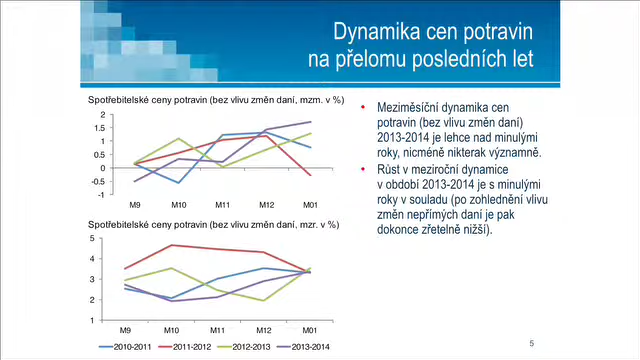 Dynamika cen potravin
na přelomu posledních let
Spotřebitelské ceny potravin (bez vlivu změn daní, mzm. v %)
2
1.5
1
0.5
0
-0.5
-1
M9 M10 M11 M12 M01
Spotřebitelské ceny potravin (bez vlivu změn daní, mzr. v %)
5
4
3
2
1
M9 M10 M11 M12 M01
2010-2011 2011-2012 2012-2013 2013-2014
• Meziměsíční dynamika cen
potravin (bez vlivu změn daní)
2013-2014 je lehce nad minulými
roky, nicméně nikterak významně.
• Růst v meziroční dynamice
v období 2013-2014 je s minulými
roky v souladu (po zohlednění vlivu
změn nepřímých daní je pak
dokonce zřetelně nižší).
5